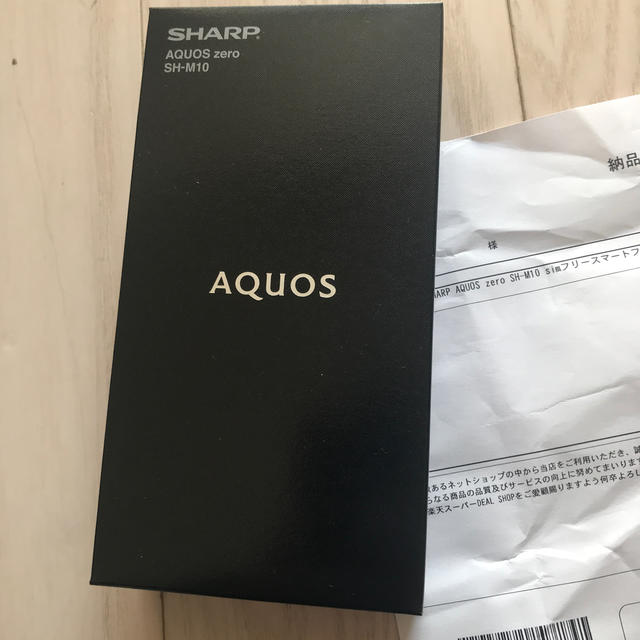 SHARP
AQUOS zero
SH-M10
AQUOS
納品
様
ARP AQUOS zero SH-M10 simフリースマートフ
あるネットショップの中から当店をご利用いただき、誠
らなる商品の品質及びサービスの向上に努めてまいります
楽天スーパーDEAL SHOPをご愛顧賜りますよう何卒よろし